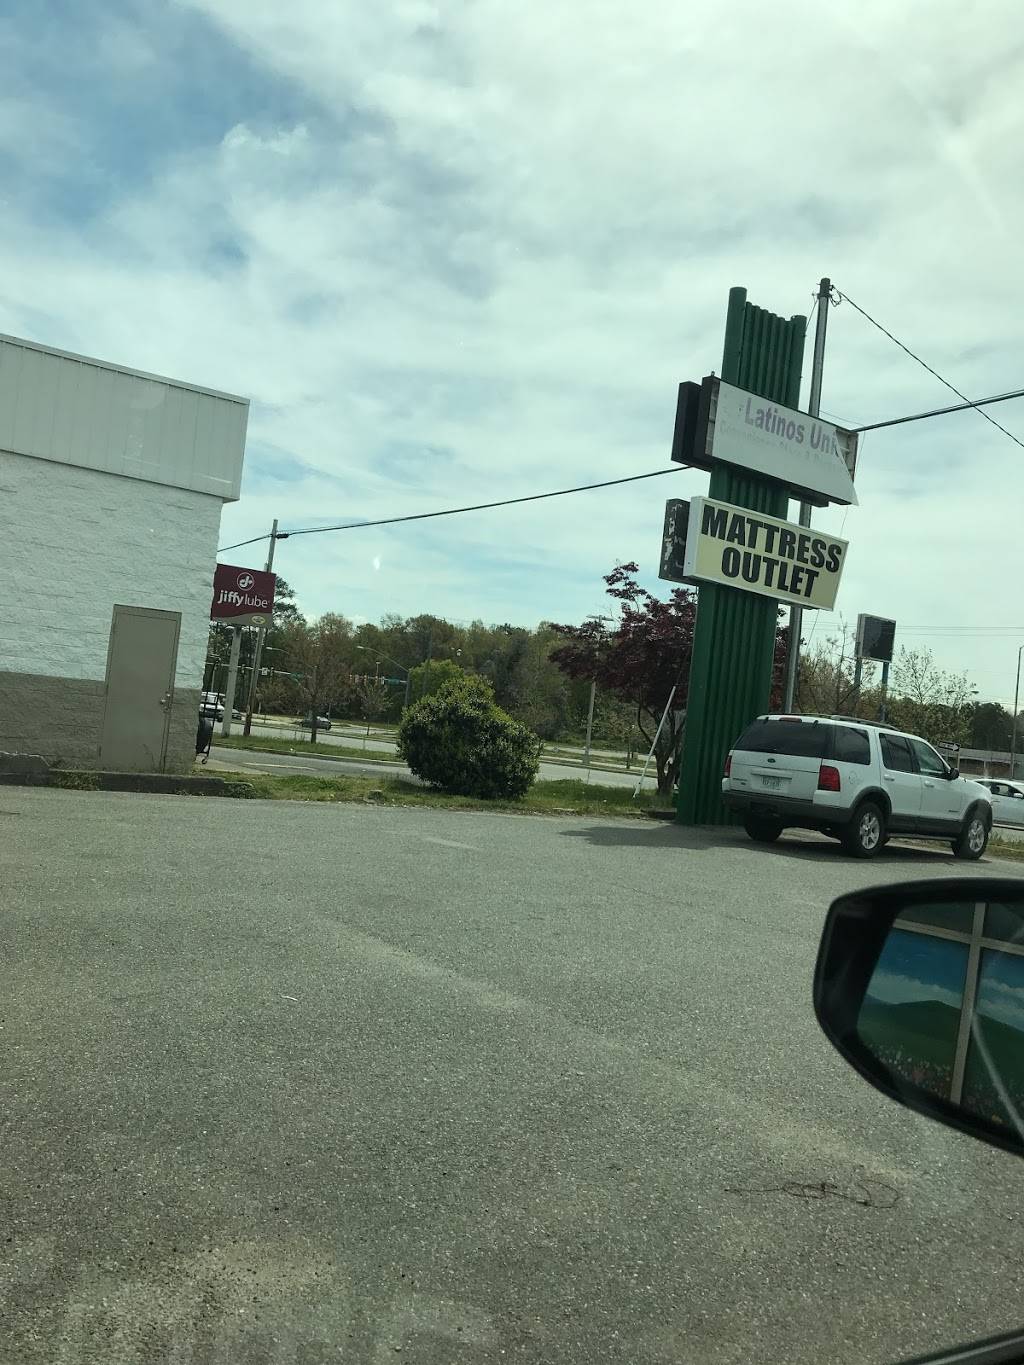 Latinos Uni
MATTRESS
OUTLET
jiffy lube